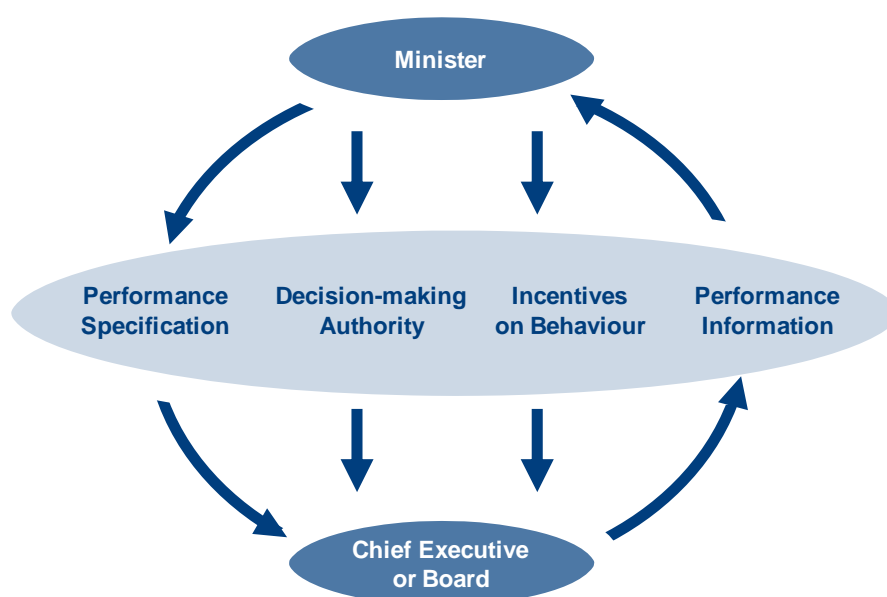 Minister
Performance
Specification
Decision-making
Authority
Incentives
on Behaviour
Performance
Information
Chief Executive
or Board